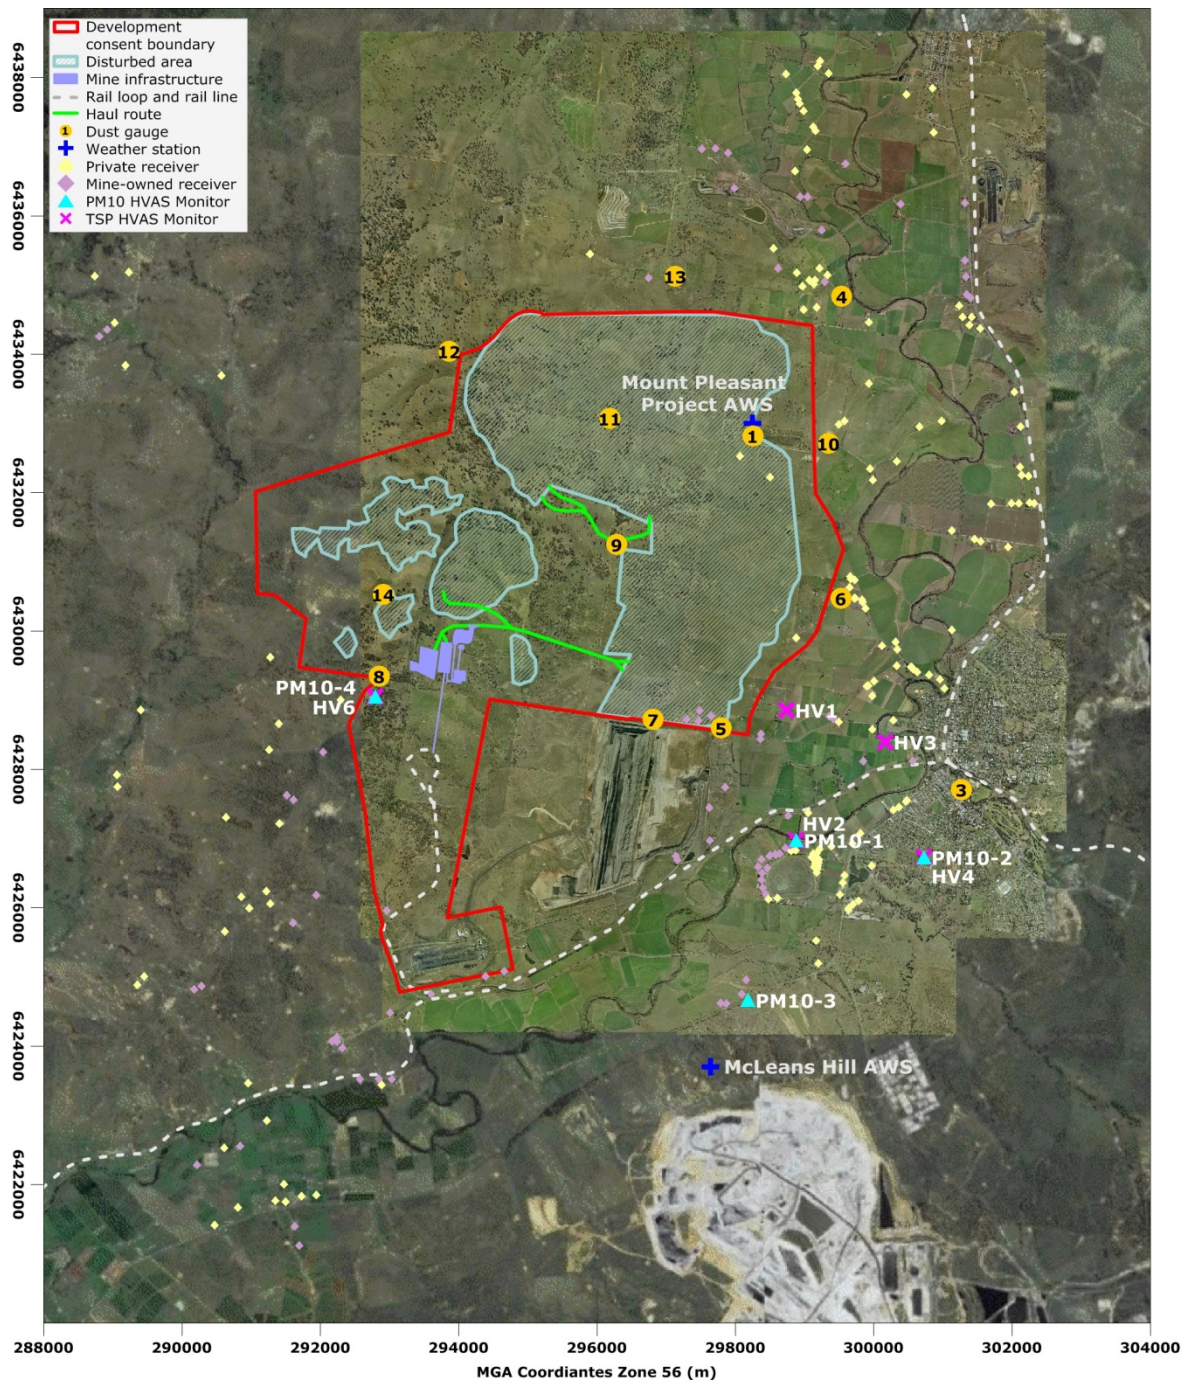 Development
consent boundary
Disturbed area
Mine infrastructure
Rail loop and rail line
Haul route
1 Dust gauge
Weather station
Private receiver
Mine-owned receiver
PM10 HVAS Monitor
TSP HVAS Monitor
6438000
6436000
6434000
6432000
6430000
6428000
6426000
6424000
6422000
13
4
12
Mount Pleasant
Project AWS
11
1
10
9
14
6
8
PM10-4
HV6
7
5
HV1
HV3
3
HV2
PM10-1
PM10-2
HV4
PM10-3
McLeans Hill AWS
288000
290000
292000
294000
296000
298000
300000
302000
304000
MGA Coordiantes Zone 56 (m)